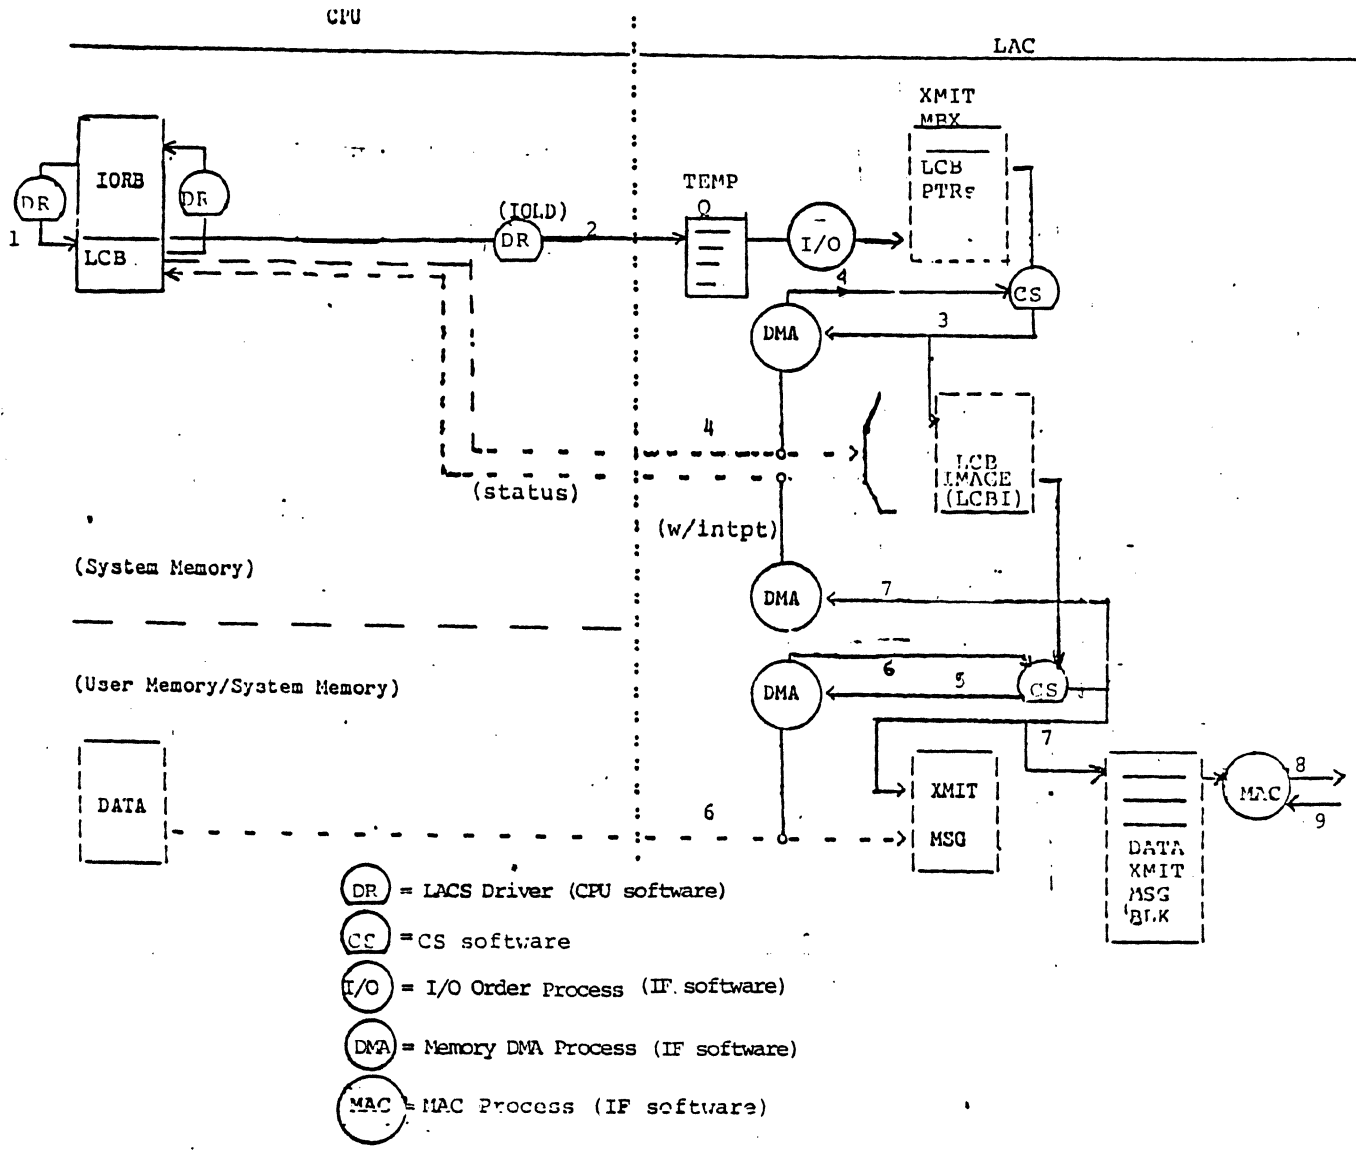 CPU
LAC
XMIT
MBX
LCB
PTRs
IORB
DR
DR
1
LCB
(IOLD)
DR
2
TEMP
Q
I/O
4
CS
3
DMA
4
(status)
LCB
IMAGE
(LCBI)
(w/intpt)
(System Memory)
DMA
7
(User Memory/System Memory)
DMA
6
5
CS
7
DATA
6
XMIT
MSG
DATA
XMIT
MSG
BLK
MAC
8
9
DR = LACS Driver (CPU software)
CS = CS software
I/O = I/O Order Process (IF software)
DMA = Memory DMA Process (IF software)
MAC = MAC Process (IF software)